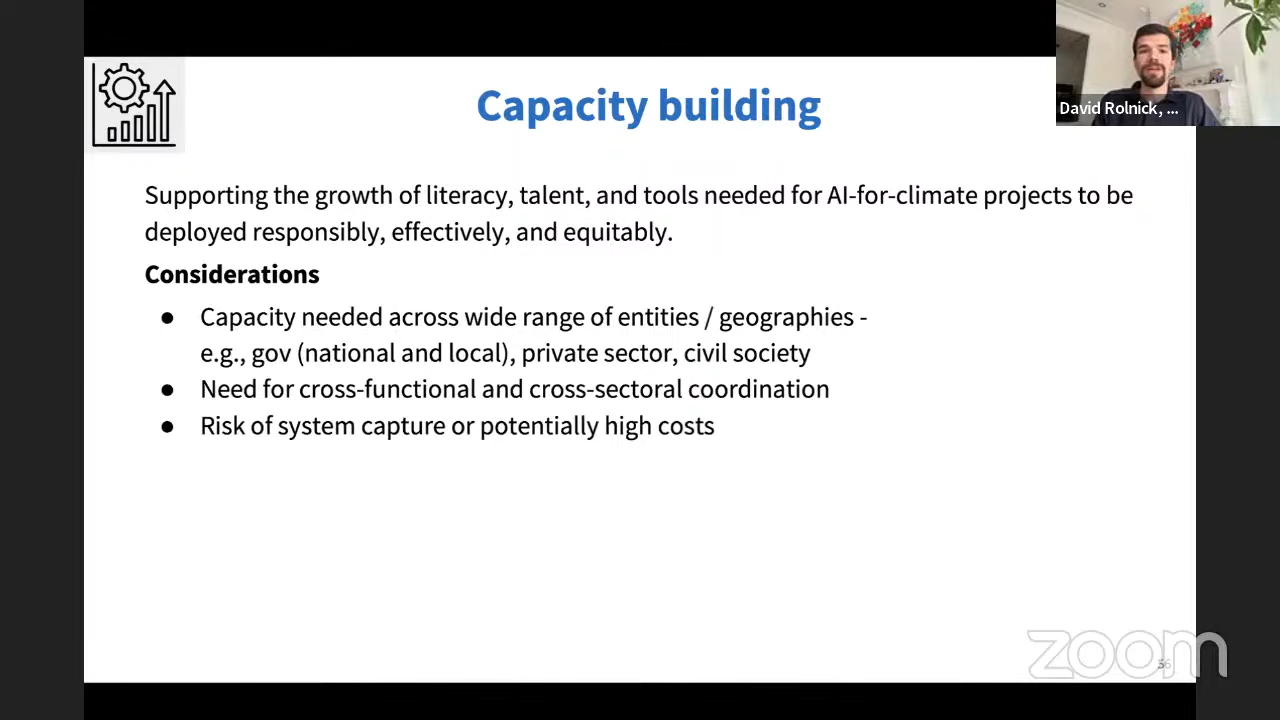 Capacity building
David Rolnick, ...
Supporting the growth of literacy, talent, and tools needed for AI-for-climate projects to be
deployed responsibly, effectively, and equitably.
Considerations
● Capacity needed across wide range of entities / geographies -
e.g., gov (national and local), private sector, civil society
● Need for cross-functional and cross-sectoral coordination
● Risk of system capture or potentially high costs
zoom
56